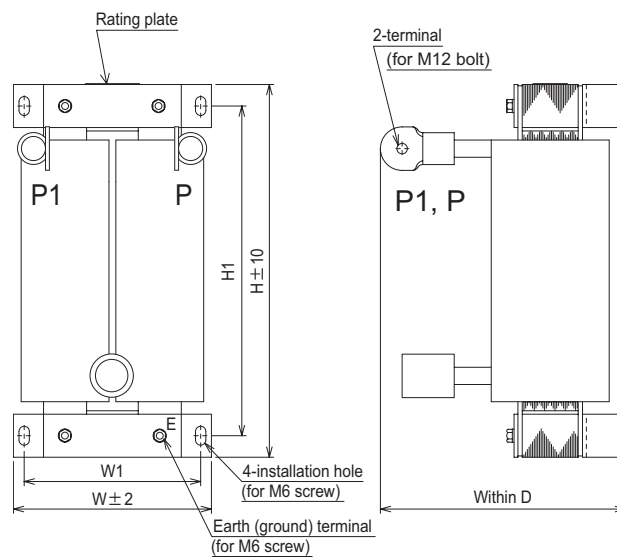 Rating plate
2-terminal
(for M12 bolt)
P1
P
P1, P
H1
H±10
E
W1
W±2
4-installation hole
(for M6 screw)
Earth (ground) terminal
(for M6 screw)
Within D